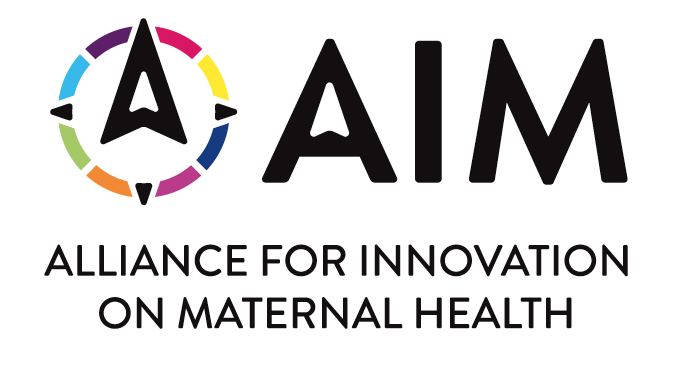 AIM
ALLIANCE FOR INNOVATION
ON MATERNAL HEALTH